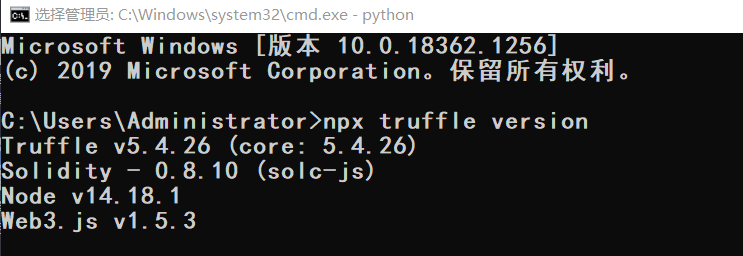 选择管理员: C:\Windows\system32\cmd.exe - python
Microsoft Windows [版本 10.0.18362.1256]
(c) 2019 Microsoft Corporation。保留所有权利。
C:\Users\Administrator>npx truffle version
Truffle v5.4.26 (core: 5.4.26)
Solidity - 0.8.10 (solc-js)
Node v14.18.1
Web3.js v1.5.3